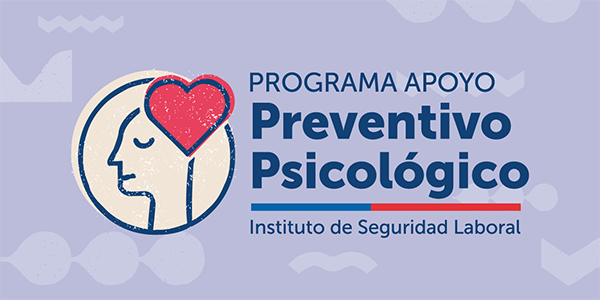 PROGRAMA APOYO
Preventivo
Psicológico
Instituto de Seguridad Laboral